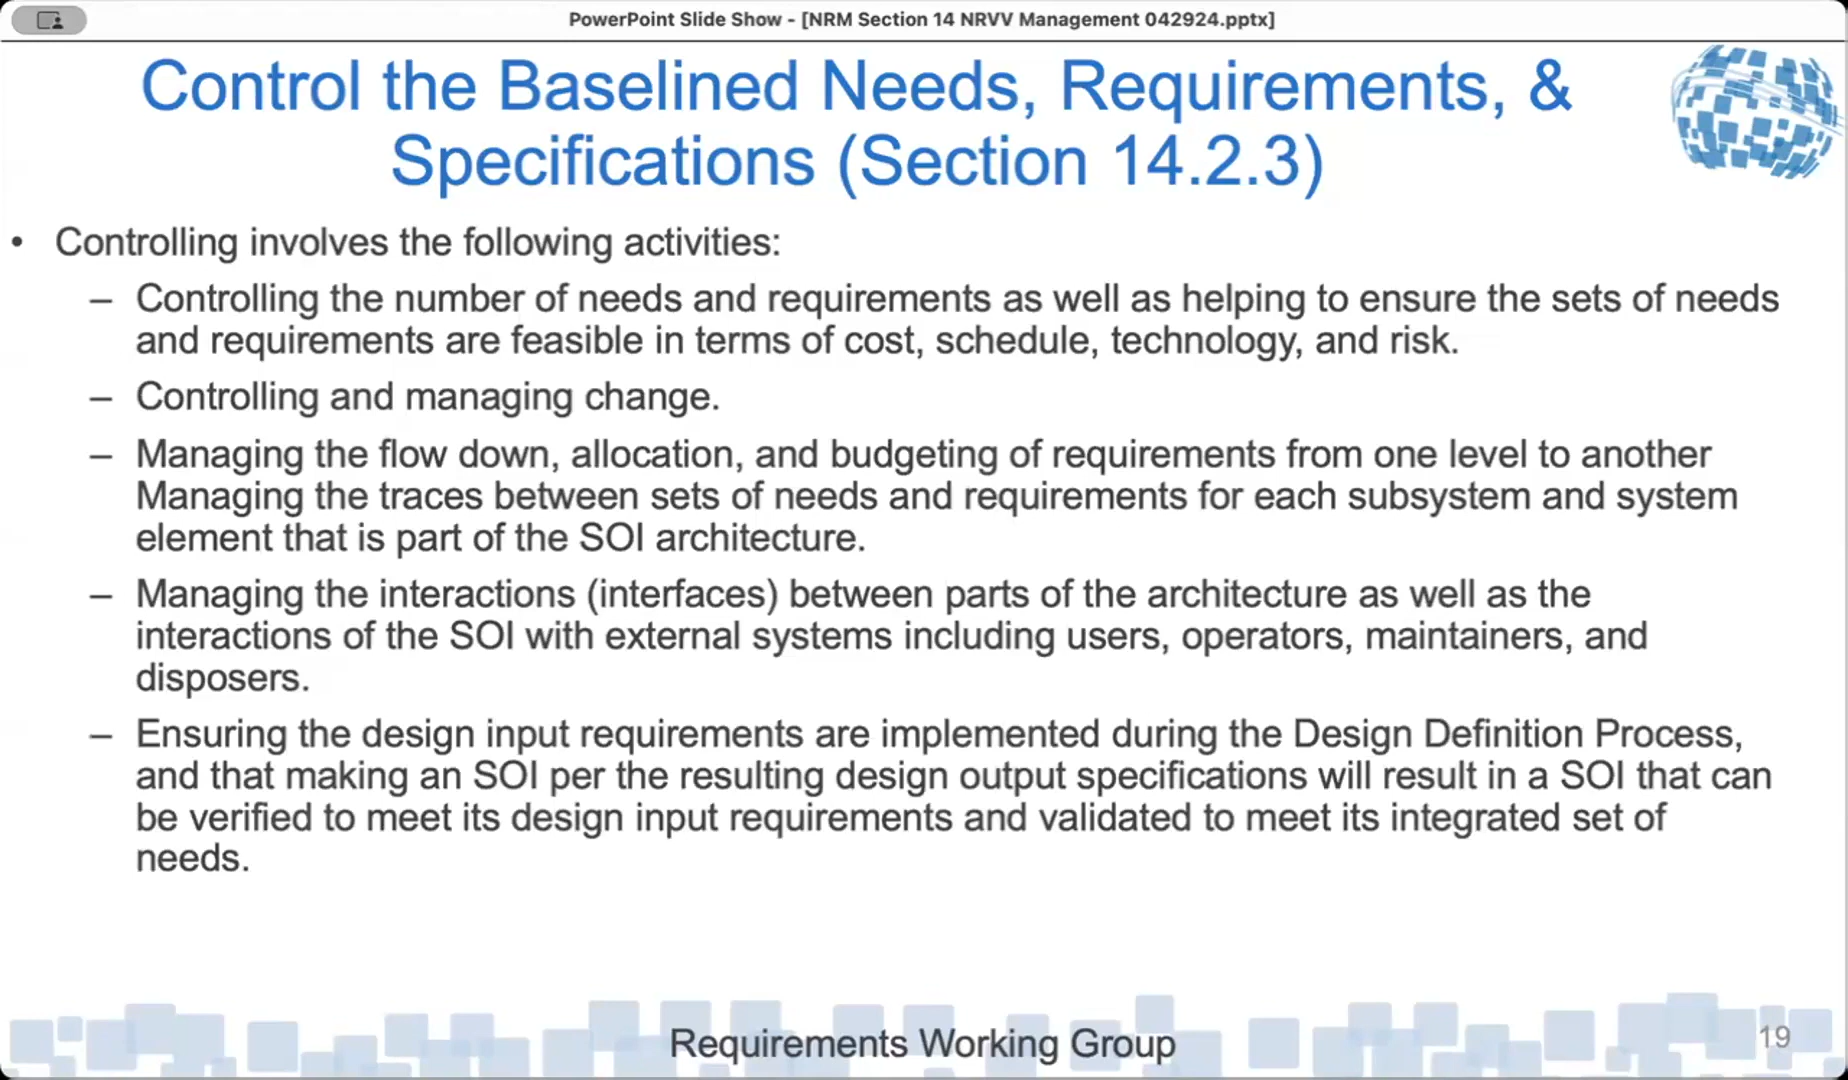 PowerPoint Slide Show - [NRM Section 14 NRVV Management 042924.pptx]
Control the Baselined Needs, Requirements, &
Specifications (Section 14.2.3)
• Controlling involves the following activities:
– Controlling the number of needs and requirements as well as helping to ensure the sets of needs
and requirements are feasible in terms of cost, schedule, technology, and risk.
– Controlling and managing change.
– Managing the flow down, allocation, and budgeting of requirements from one level to another
Managing the traces between sets of needs and requirements for each subsystem and system
element that is part of the SOI architecture.
– Managing the interactions (interfaces) between parts of the architecture as well as the
interactions of the SOI with external systems including users, operators, maintainers, and
disposers.
– Ensuring the design input requirements are implemented during the Design Definition Process,
and that making an SOI per the resulting design output specifications will result in a SOI that can
be verified to meet its design input requirements and validated to meet its integrated set of
needs.
Requirements Working Group
19